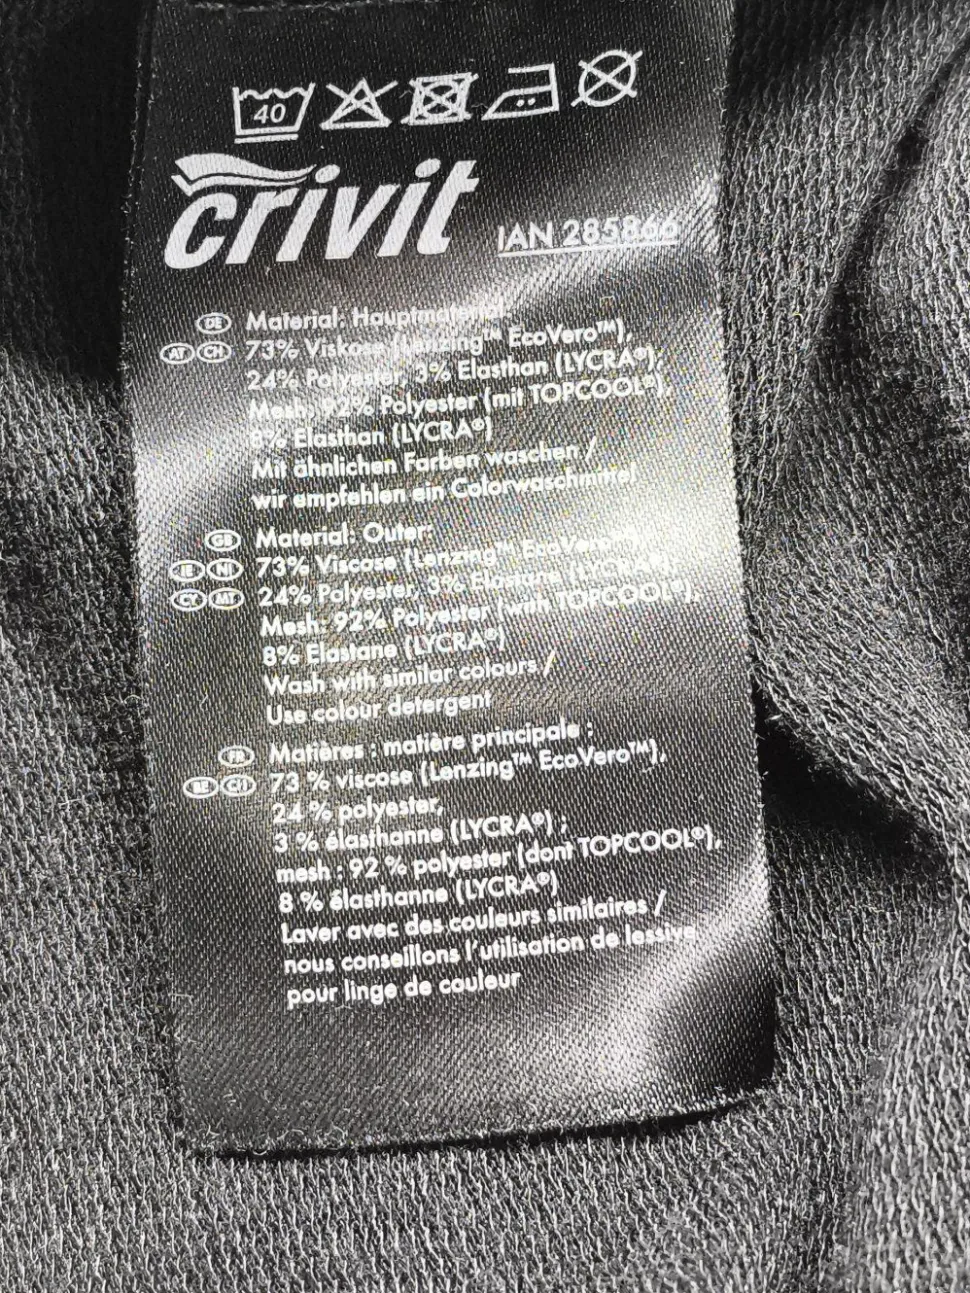 40
crivit
IAN 285866
DE Material: Hauptmaterial:
AT CH 73% Viskose (Lenzing™ EcoVero™),
24% Polyester, 3% Elasthan (LYCRA®);
Mesh: 92% Polyester (mit TOPCOOL®),
8% Elasthan (LYCRA®)
Mit ähnlichen Farben waschen /
wir empfehlen ein Colorwaschmittel
GB Material: Outer:
IE NI 73% Viscose (Lenzing™ EcoVero™),
CY MT 24% Polyester, 3% Elastane (LYCRA®);
Mesh: 92% Polyester (with TOPCOOL®),
8% Elastane (LYCRA®)
Wash with similar colours /
Use colour detergent
FR Matières : matière principale :
BE 73 % viscose (Lenzing™ EcoVero™),
24 % polyester,
3 % élasthanne (LYCRA®) ;
mesh : 92 % polyester (dont TOPCOOL®),
8 % élasthanne (LYCRA®)
Laver avec des couleurs similaires /
nous conseillons l'utilisation de lessive
pour linge de couleur